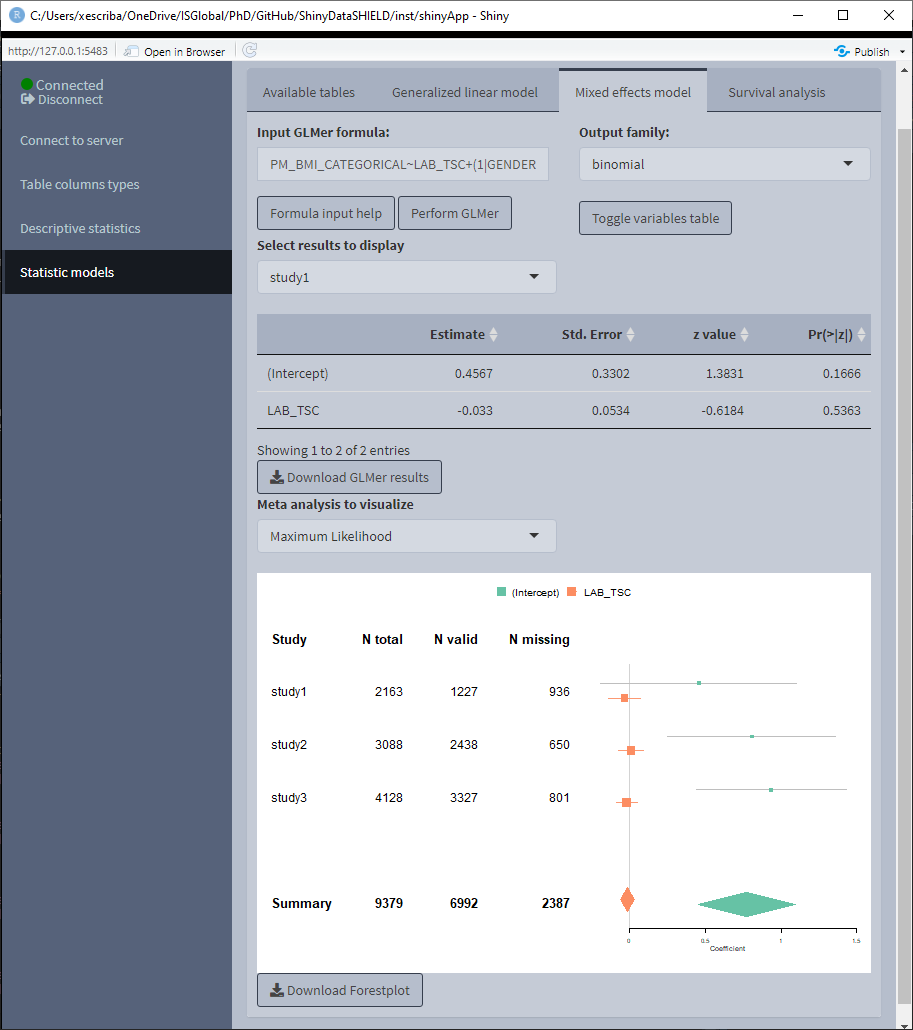 C:/Users/xescriba/OneDrive/ISGlobal/PhD/GitHub/ShinyDataSHIELD/inst/shinyApp - Shiny
http://127.0.0.1:5483 Open in Browser Publish
Connected
Disconnect
Connect to server
Table columns types
Descriptive statistics
Statistic models
Available tables Generalized linear model Mixed effects model Survival analysis
Input GLMer formula: Output family:
PM_BMI_CATEGORICAL~LAB_TSC+(1|GENDER binomial
Formula input help Perform GLMer Toggle variables table
Select results to display
study1
Estimate Std. Error z value Pr(>|z|)
(Intercept) 0.4567 0.3302 1.3831 0.1666
LAB_TSC -0.033 0.0534 -0.6184 0.5363
Showing 1 to 2 of 2 entries
Download GLMer results
Meta analysis to visualize
Maximum Likelihood
(Intercept) LAB_TSC
Study N total N valid N missing
study1 2163 1227 936
study2 3088 2438 650
study3 4128 3327 801
Summary 9379 6992 2387
0 0.5 1 1.5
Coefficient
Download Forestplot